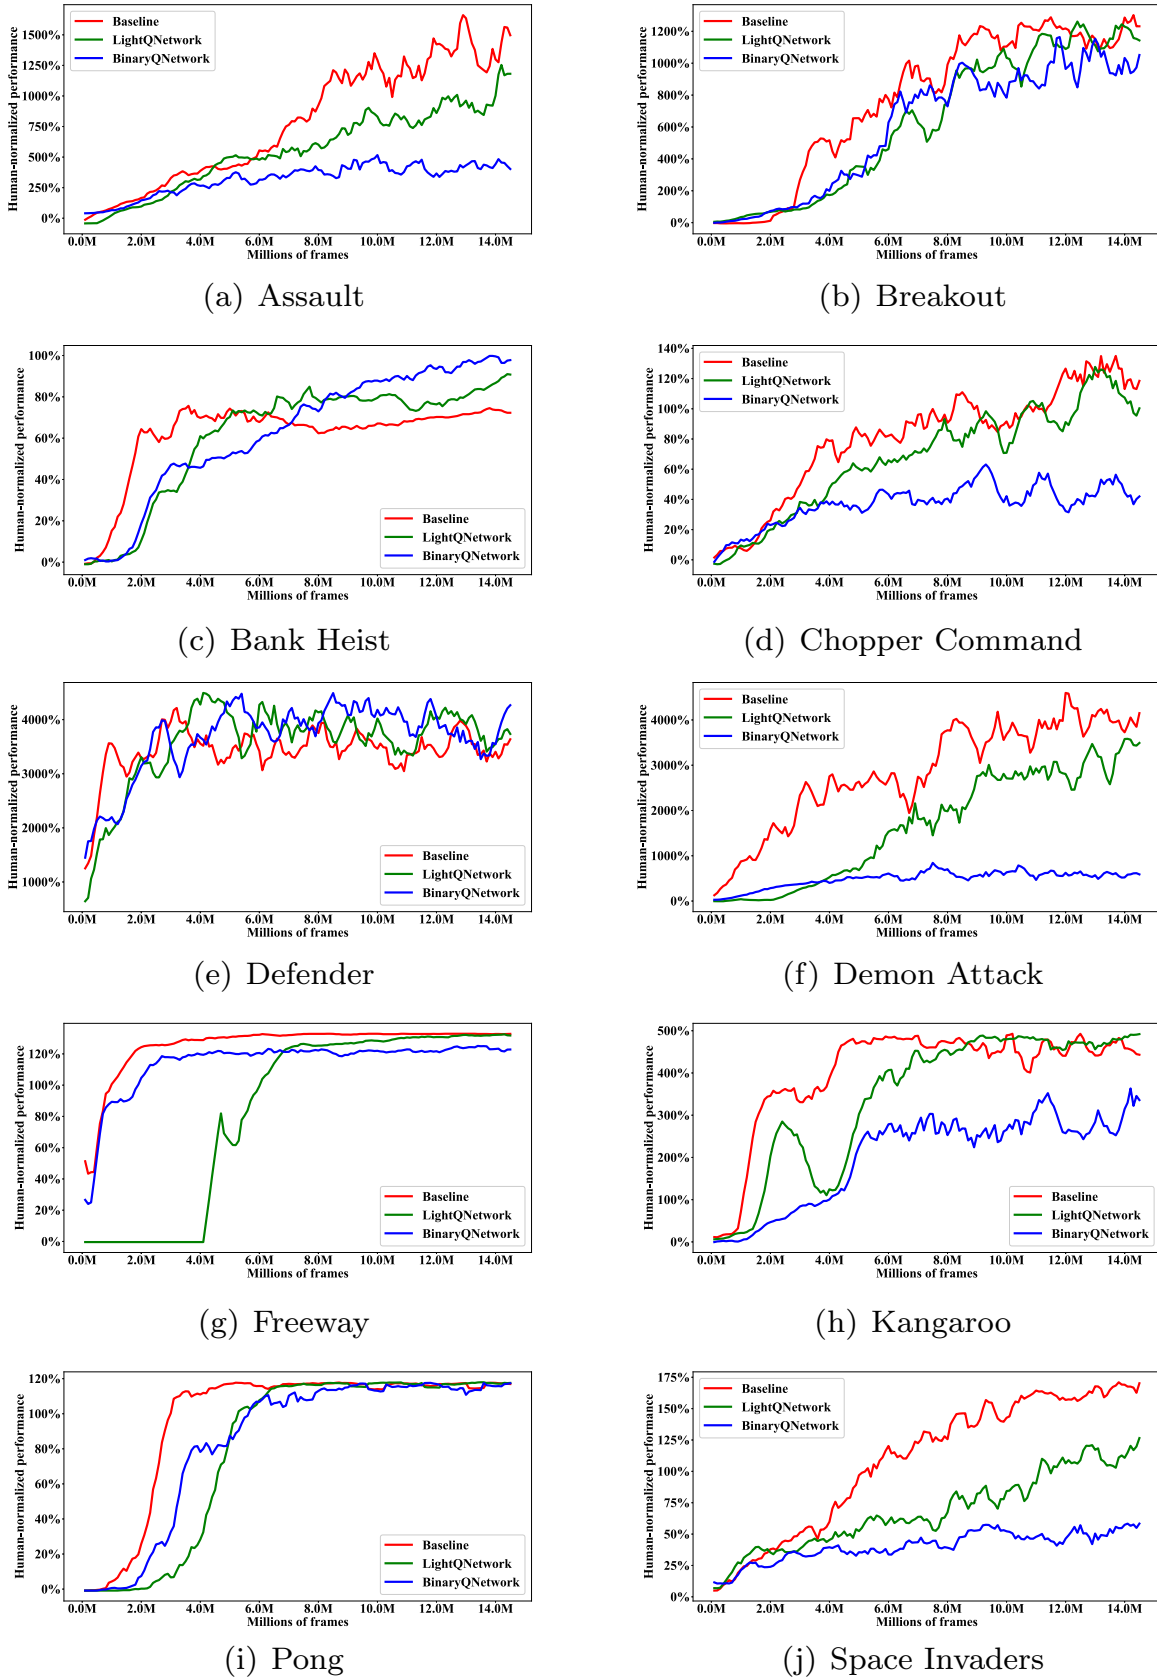 Baseline
LightQNetwork
BinaryQNetwork
Human-normalized performance
1500%
1250%
1000%
750%
500%
250%
0%
0.0M 2.0M 4.0M 6.0M 8.0M 10.0M 12.0M 14.0M
Millions of frames
(a) Assault
Baseline
LightQNetwork
BinaryQNetwork
Human-normalized performance
1200%
1000%
800%
600%
400%
200%
0%
0.0M 2.0M 4.0M 6.0M 8.0M 10.0M 12.0M 14.0M
Millions of frames
(b) Breakout
Human-normalized performance
100%
80%
60%
40%
20%
0%
Baseline
LightQNetwork
BinaryQNetwork
0.0M 2.0M 4.0M 6.0M 8.0M 10.0M 12.0M 14.0M
Millions of frames
(c) Bank Heist
Baseline
LightQNetwork
BinaryQNetwork
Human-normalized performance
140%
120%
100%
80%
60%
40%
20%
0%
0.0M 2.0M 4.0M 6.0M 8.0M 10.0M 12.0M 14.0M
Millions of frames
(d) Chopper Command
Human-normalized performance
4000%
3000%
2000%
1000%
Baseline
LightQNetwork
BinaryQNetwork
0.0M 2.0M 4.0M 6.0M 8.0M 10.0M 12.0M 14.0M
Millions of frames
(e) Defender
Baseline
LightQNetwork
BinaryQNetwork
Human-normalized performance
4000%
3000%
2000%
1000%
0%
0.0M 2.0M 4.0M 6.0M 8.0M 10.0M 12.0M 14.0M
Millions of frames
(f) Demon Attack
Human-normalized performance
120%
100%
80%
60%
40%
20%
0%
Baseline
LightQNetwork
BinaryQNetwork
0.0M 2.0M 4.0M 6.0M 8.0M 10.0M 12.0M 14.0M
Millions of frames
(g) Freeway
Human-normalized performance
500%
400%
300%
200%
100%
0%
Baseline
LightQNetwork
BinaryQNetwork
0.0M 2.0M 4.0M 6.0M 8.0M 10.0M 12.0M 14.0M
Millions of frames
(h) Kangaroo
Human-normalized performance
120%
100%
80%
60%
40%
20%
0%
Baseline
LightQNetwork
BinaryQNetwork
0.0M 2.0M 4.0M 6.0M 8.0M 10.0M 12.0M 14.0M
Millions of frames
(i) Pong
Baseline
LightQNetwork
BinaryQNetwork
Human-normalized performance
175%
150%
125%
100%
75%
50%
25%
0%
0.0M 2.0M 4.0M 6.0M 8.0M 10.0M 12.0M 14.0M
Millions of frames
(j) Space Invaders